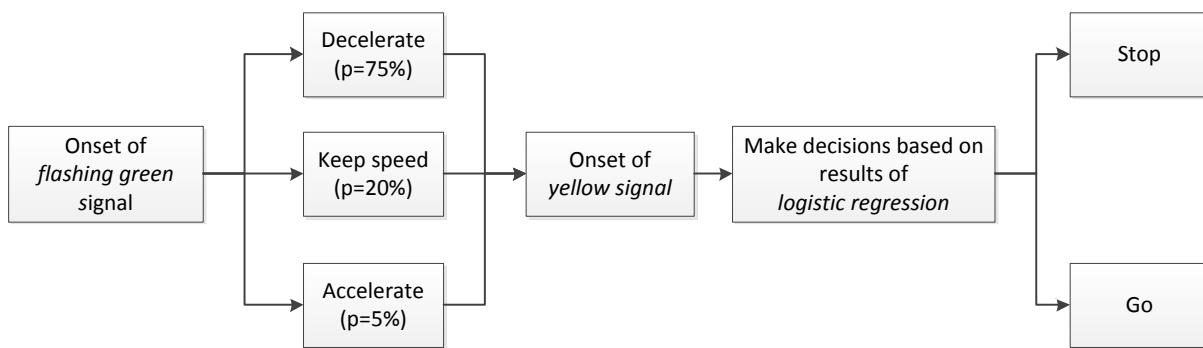 Onset of
flashing green
signal
Decelerate
(p=75%)
Keep speed
(p=20%)
Accelerate
(p=5%)
Onset of
yellow signal
Make decisions based on
results of
logistic regression
Stop
Go